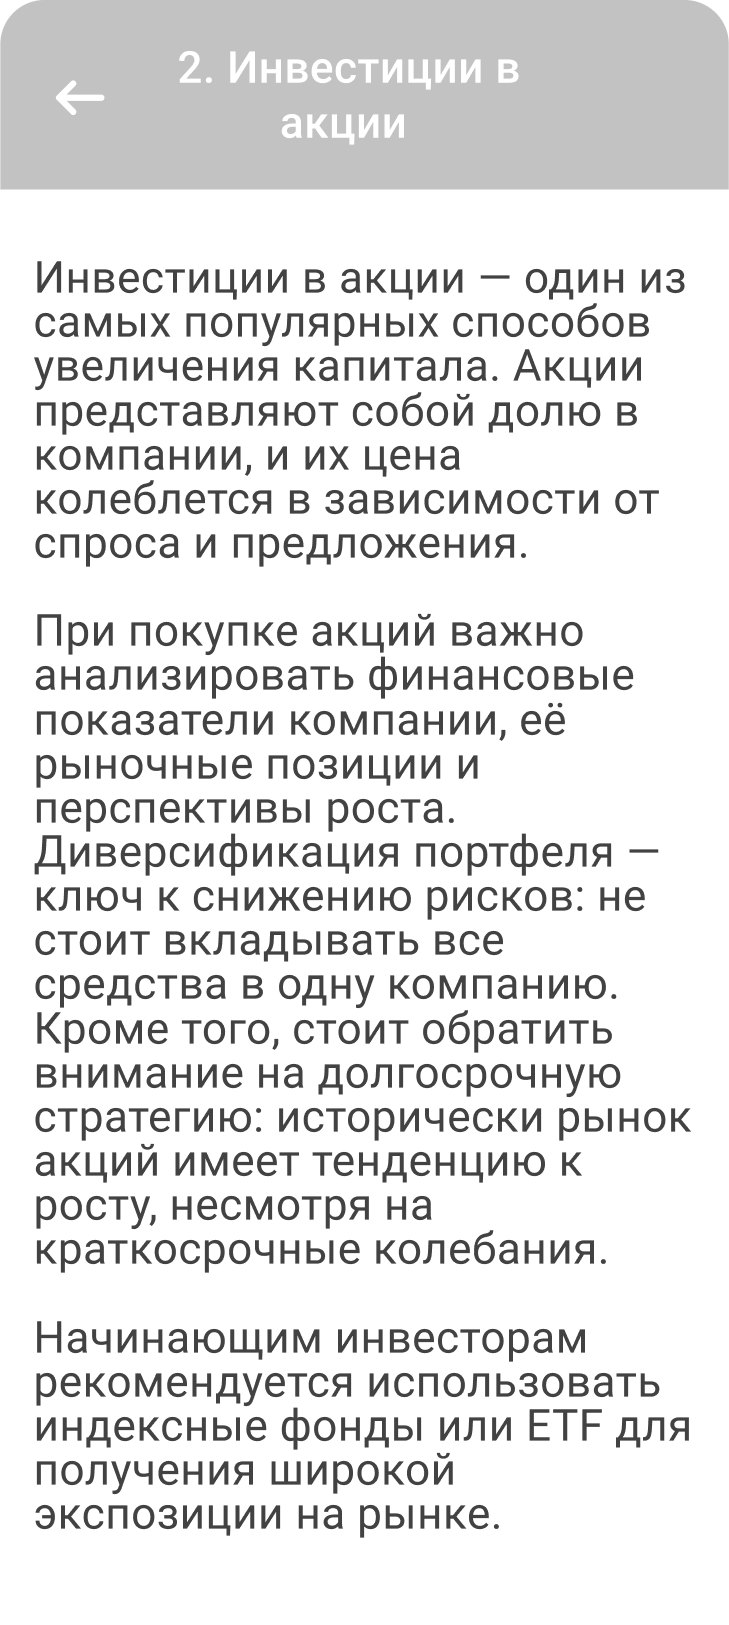 2. Инвестиции в
акции
Инвестиции в акции — один из
самых популярных способов
увеличения капитала. Акции
представляют собой долю в
компании, и их цена
колеблется в зависимости от
спроса и предложения.
При покупке акций важно
анализировать финансовые
показатели компании, её
рыночные позиции и
перспективы роста.
Диверсификация портфеля —
ключ к снижению рисков: не
стоит вкладывать все
средства в одну компанию.
Кроме того, стоит обратить
внимание на долгосрочную
стратегию: исторически рынок
акций имеет тенденцию к
росту, несмотря на
краткосрочные колебания.
Начинающим инвесторам
рекомендуется использовать
индексные фонды или ETF для
получения широкой
экспозиции на рынке.